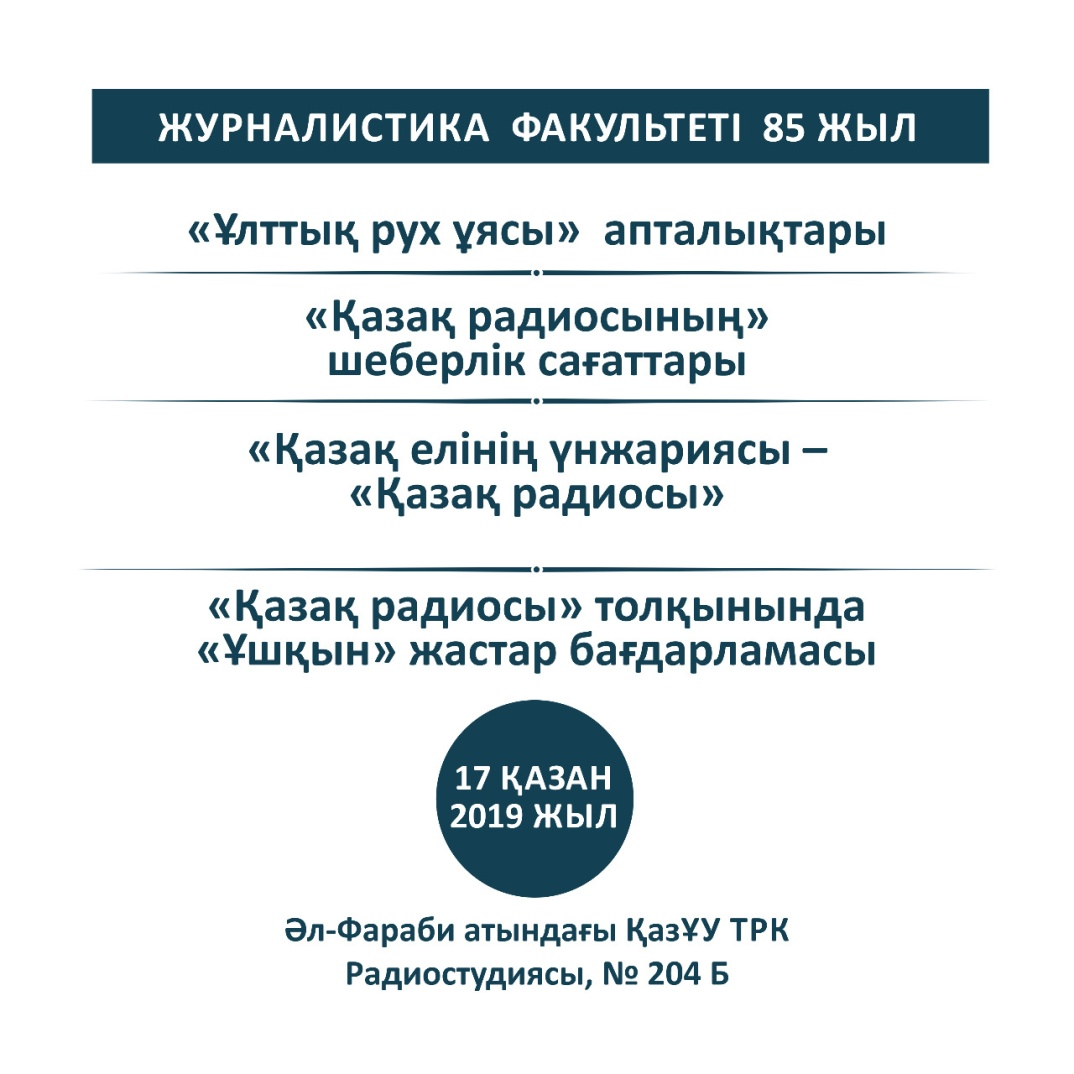 ЖУРНАЛИСТИКА ФАКУЛЬТЕТІ 85 ЖЫЛ
«Ұлттық рух ұясы» апталықтары
«Қазақ радиосының»
шеберлік сағаттары
«Қазақ елінің үнжариясы –
«Қазақ радиосы»
«Қазақ радиосы» толқынында
«Ұшқын» жастар бағдарламасы
17 ҚАЗАН
2019 ЖЫЛ
Әл-Фараби атындағы ҚазҰУ ТРК
Радиостудиясы, № 204 Б